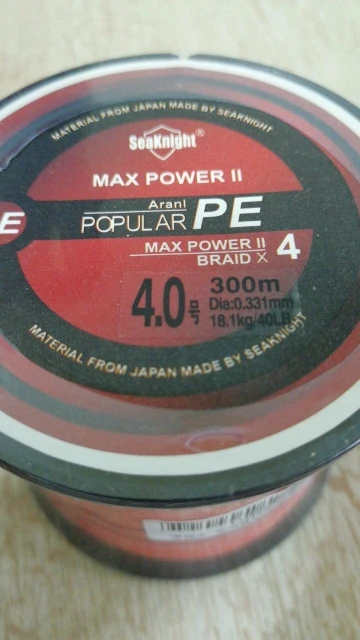 MATERIAL FROM JAPAN MADE BY SEAKNIGHT
SeaKnight®
MAX POWER II
Arani
POPULAR PE
E
MAX POWER II
BRAID X 4
4.0号
300m
Dia:0.331mm
18.1kg/40LB
MATERIAL FROM JAPAN MADE BY SEAKNIGHT